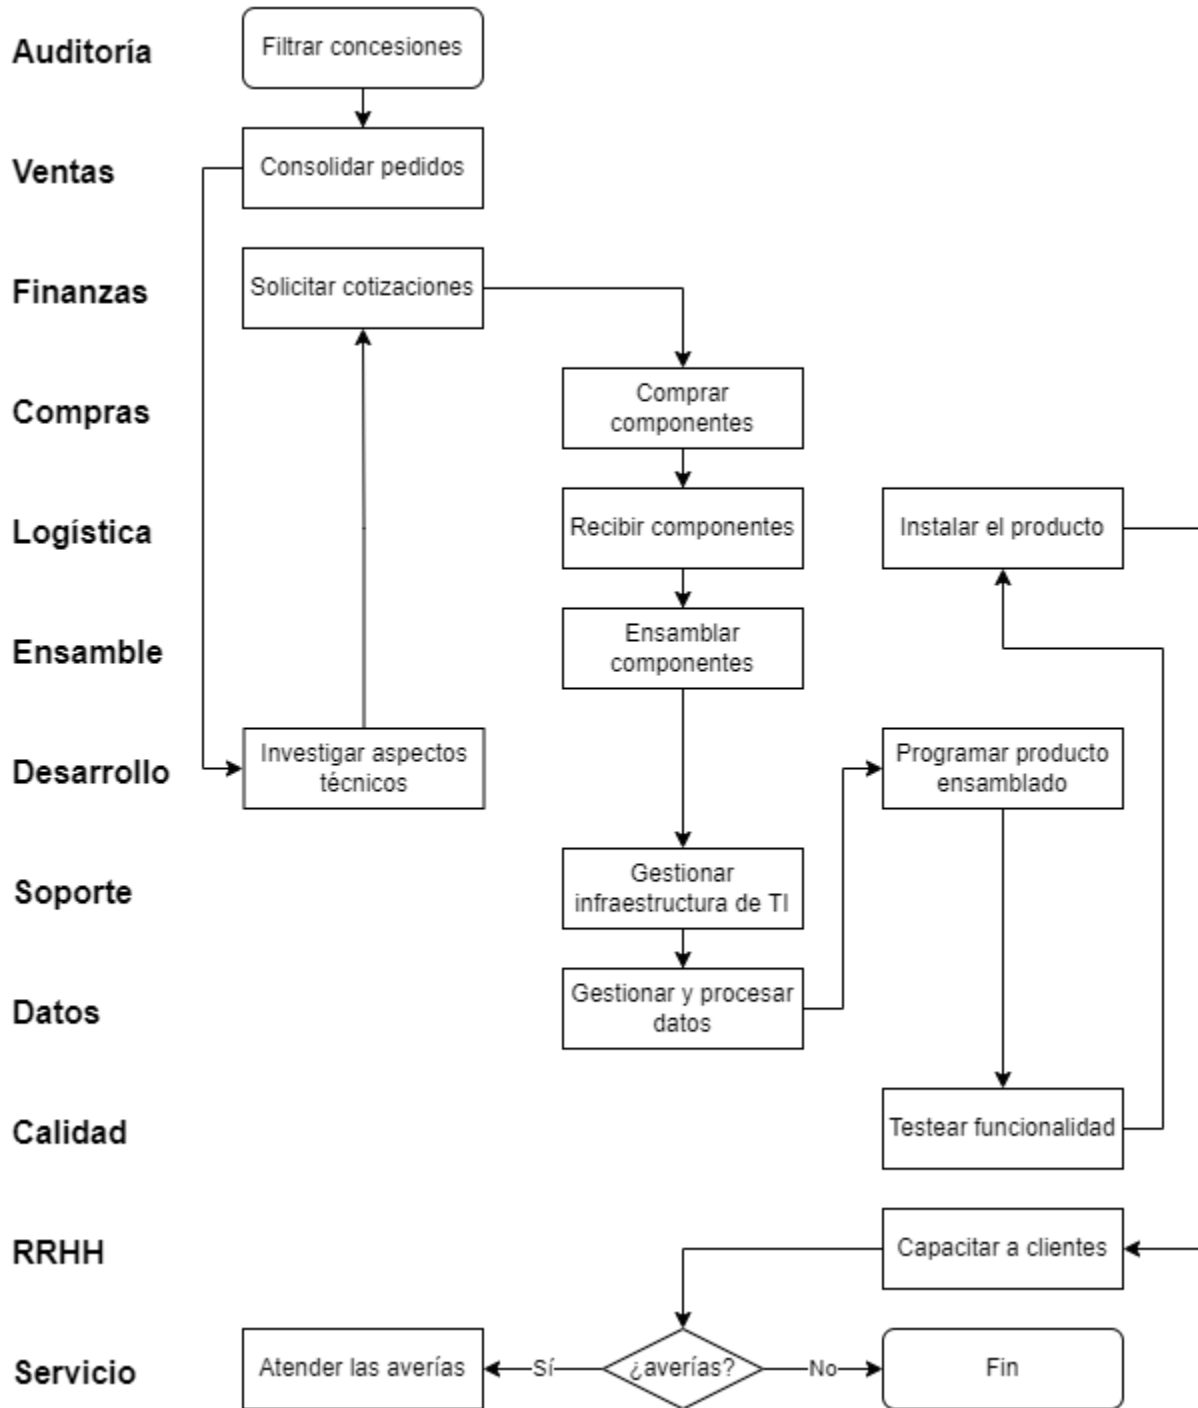 Auditoría
Filtrar concesiones
Ventas
Consolidar pedidos
Finanzas
Solicitar cotizaciones
Compras
Comprar
componentes
Logística
Recibir componentes
Instalar el producto
Ensamble
Ensamblar
componentes
Desarrollo
Investigar aspectos
técnicos
Programar producto
ensamblado
Soporte
Gestionar
infraestructura de TI
Datos
Gestionar y procesar
datos
Calidad
Testear funcionalidad
RRHH
Capacitar a clientes
Servicio
Atender las averías
Sí
¿averías?
No
Fin